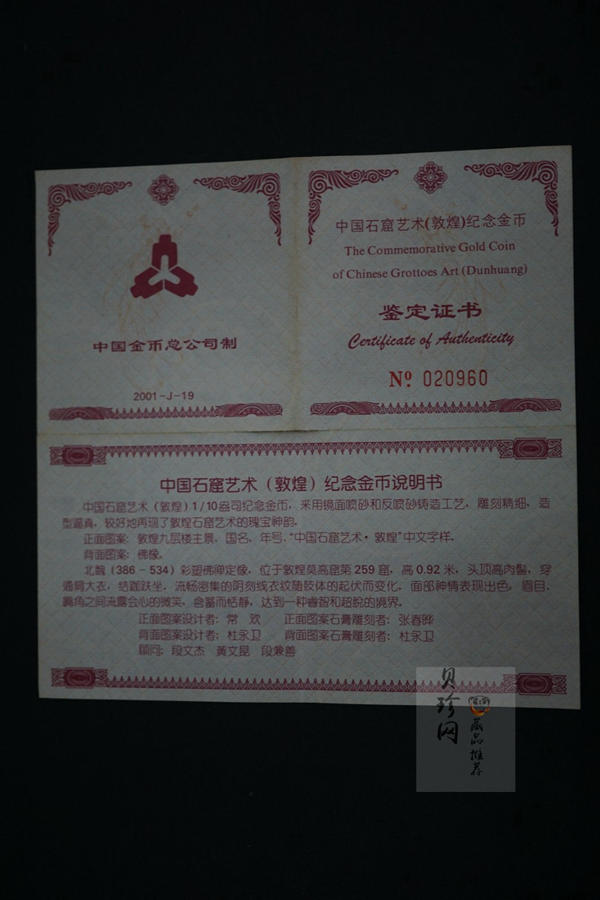 中国金币总公司制
2001-J-19
中国石窟艺术(敦煌)纪念金币
The Commemorative Gold Coin
of Chinese Grottoes Art (Dunhuang)
鉴定证书
Certificate of Authenticity
Nº 020960
中国石窟艺术（敦煌）纪念金币说明书
中国石窟艺术（敦煌）1/10盎司纪念金币，采用镜面喷砂和反喷砂铸造工艺，雕刻精细，造
型逼真，较好地再现了敦煌石窟艺术的瑰宝神韵。
正面图案：敦煌九层楼主景，国名、年号，“中国石窟艺术·敦煌”中文字样。
背面图案：佛像。
北魏（386-534）彩塑佛禅定像，位于敦煌莫高窟第259窟，高0.92米，头顶高肉髻，穿
通肩大衣，结跏趺坐，流畅密集的阴刻线衣纹随肢体的起伏而变化，面部神情表现出色，眉目、
嘴角之间流露会心的微笑，含蓄而恬静，达到一种睿智和超脱的境界。
正面图案设计者：常 欢 正面图案石膏雕刻者：张春晔
背面图案设计者：杜永卫 背面图案石膏雕刻者：杜永卫
顾问：段文杰 黄文昆 段兼善
贝珍网
藏品推荐